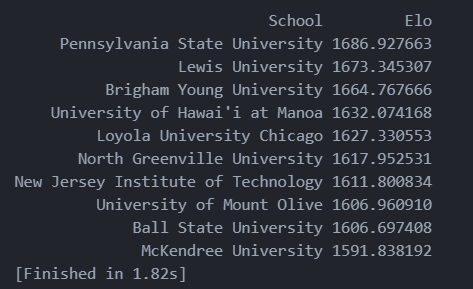 School Elo
Pennsylvania State University 1686.927663
Lewis University 1673.345307
Brigham Young University 1664.767666
University of Hawai'i at Manoa 1632.074168
Loyola University Chicago 1627.330553
North Greenville University 1617.952531
New Jersey Institute of Technology 1611.800834
University of Mount Olive 1606.960910
Ball State University 1606.697408
McKendree University 1591.838192
[Finished in 1.82s]